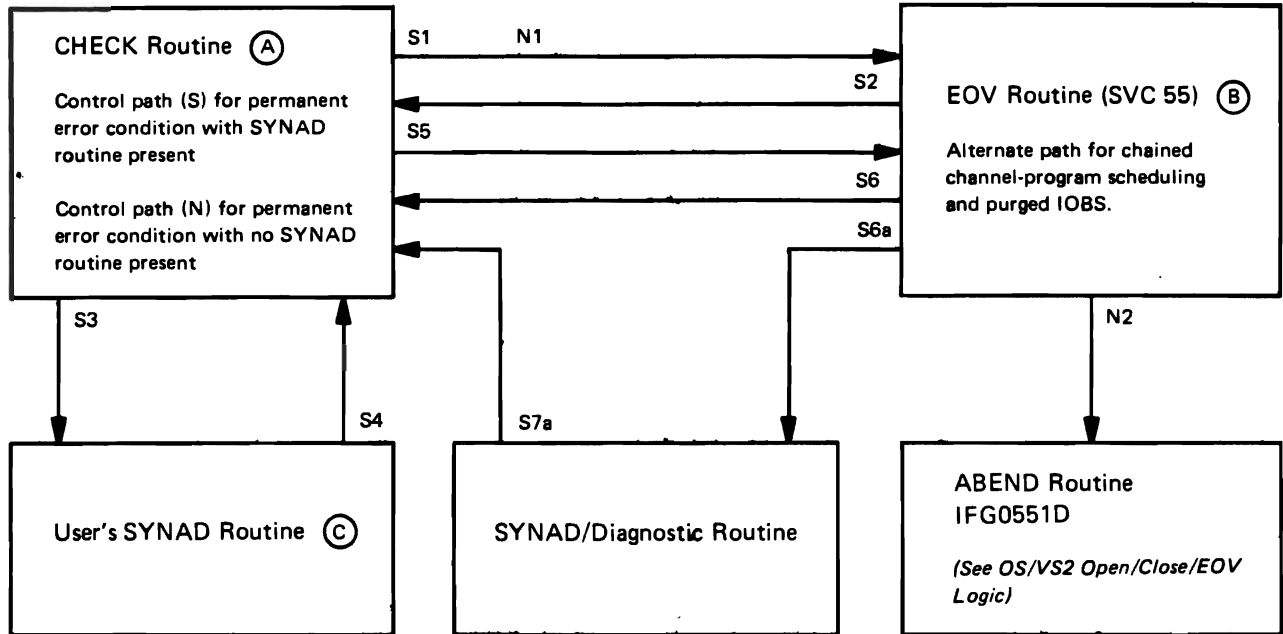 CHECK Routine A
Control path (S) for permanent
error condition with SYNAD
routine present
Control path (N) for permanent
error condition with no SYNAD
routine present
S1 N1
S2
S5
S6
S6a
EOV Routine (SVC 55) B
Alternate path for chained
channel-program scheduling
and purged IOBS.
S3
S4
S7a
N2
User's SYNAD Routine C
SYNAD/Diagnostic Routine
ABEND Routine
IFG0551D
(See OS/VS2 Open/Close/EOV
Logic)